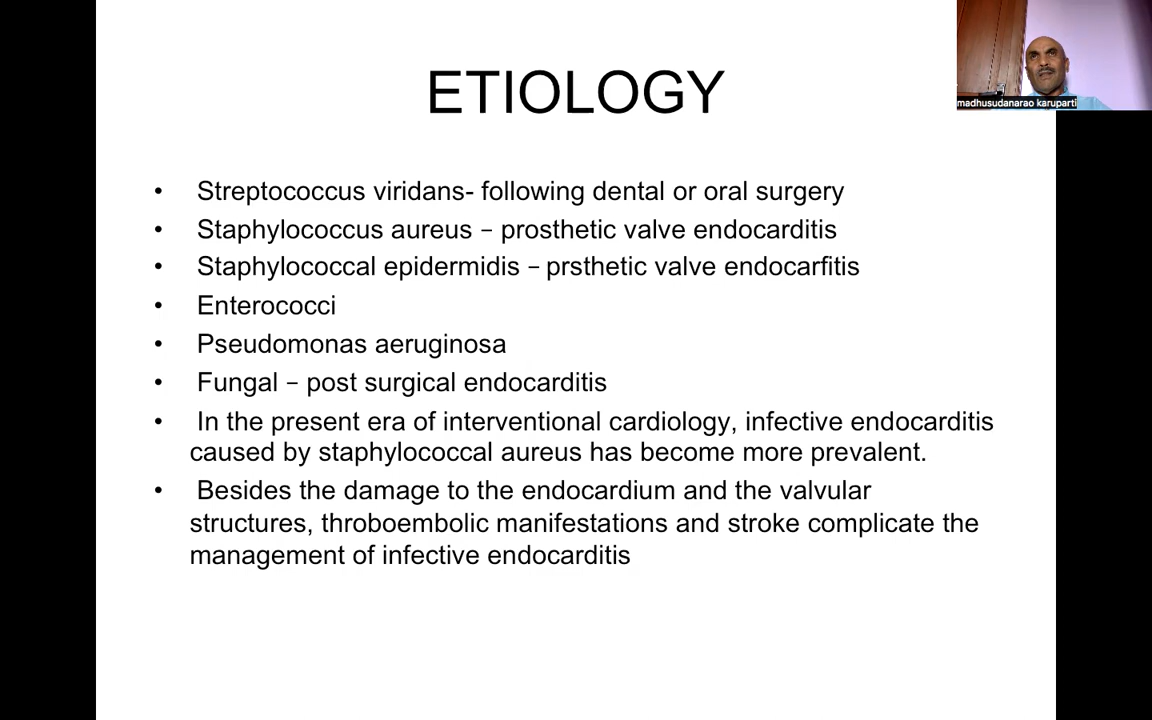 ETIOLOGY
madhusudanarao karuparti
• Streptococcus viridans- following dental or oral surgery
• Staphylococcus aureus – prosthetic valve endocarditis
• Staphylococcal epidermidis – prsthetic valve endocarfitis
• Enterococci
• Pseudomonas aeruginosa
• Fungal – post surgical endocarditis
• In the present era of interventional cardiology, infective endocarditis
caused by staphylococcal aureus has become more prevalent.
• Besides the damage to the endocardium and the valvular
structures, throboembolic manifestations and stroke complicate the
management of infective endocarditis